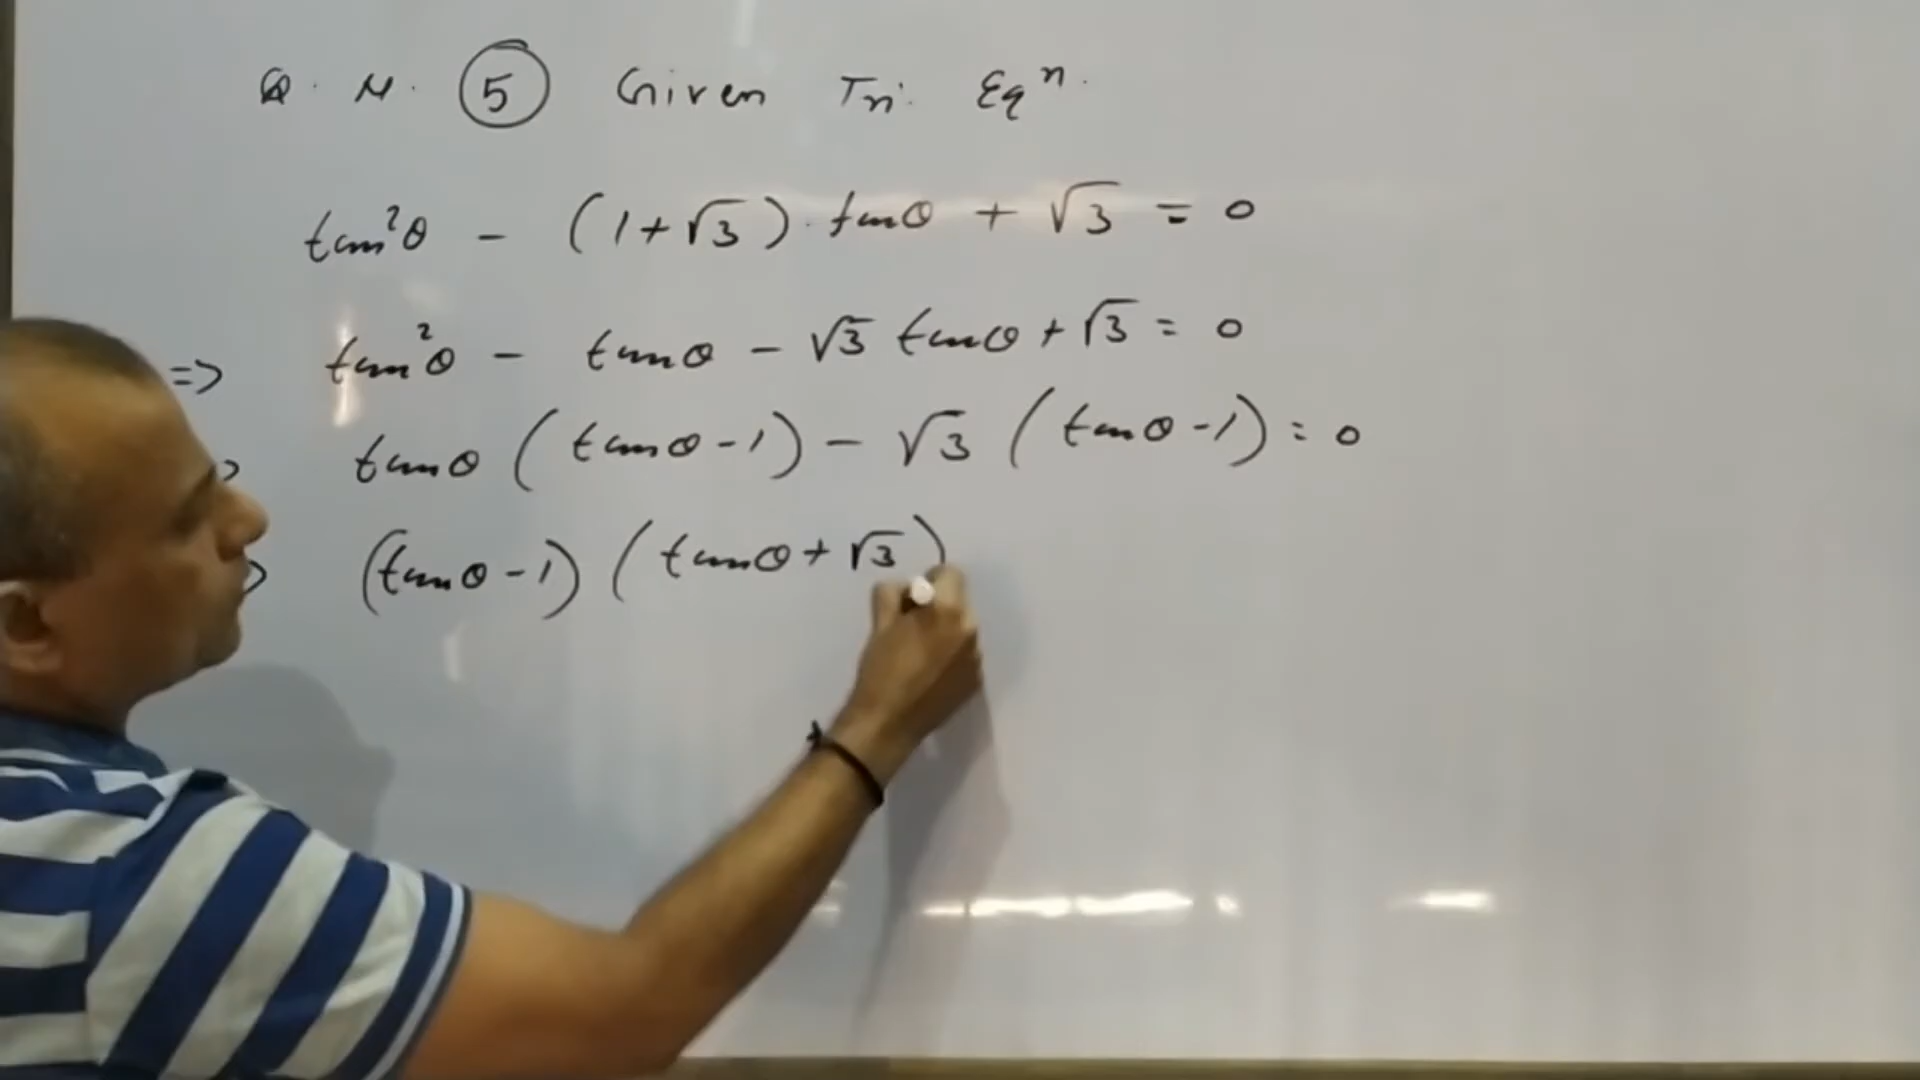 Q. N. (5) Given Tri. Eqⁿ.
tan²θ - (1+√3).tanθ + √3 = 0
=> tan²θ - tanθ - √3 tanθ + √3 = 0
=> tanθ (tanθ-1) - √3 (tanθ-1) = 0
=> (tanθ-1) (tanθ+√3)